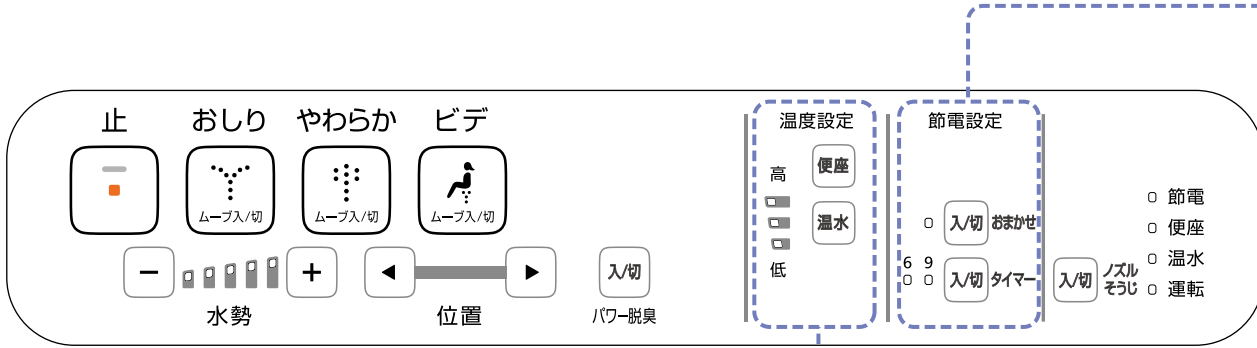 止
おしり
やわらか
ビデ
ムーブ入/切
ムーブ入/切
ムーブ入/切
－
＋
水勢
◀
▶
位置
入/切
パワー脱臭
温度設定
高
低
便座
温水
節電設定
入/切 おまかせ
6 9
入/切 タイマー
入/切 ノズル
そうじ
節電
便座
温水
運転